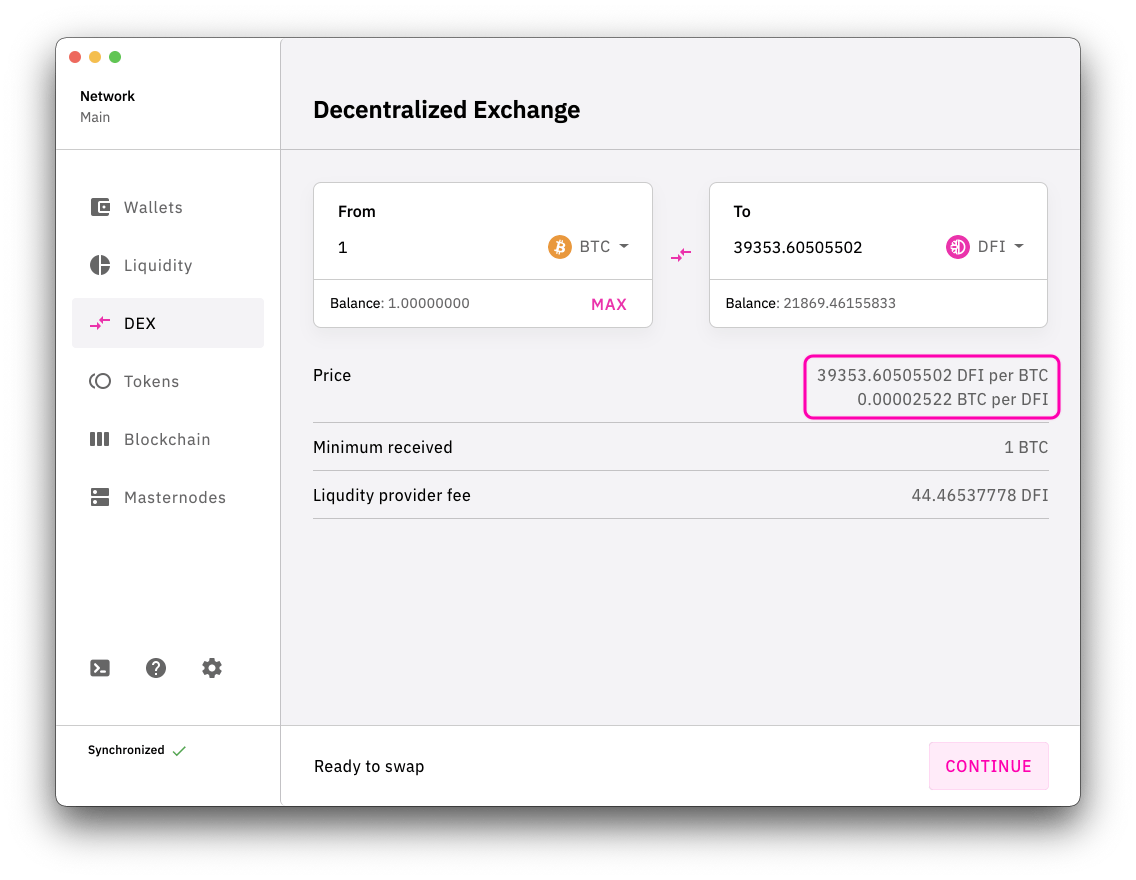 Network
Main
Decentralized Exchange
Wallets
Liquidity
DEX
Tokens
Blockchain
Masternodes
Synchronized
From
1
BTC
Balance: 1.00000000
MAX
To
39353.60505502
DFI
Balance: 21869.46155833
Price
39353.60505502 DFI per BTC
0.00002522 BTC per DFI
Minimum received
1 BTC
Liqudity provider fee
44.46537778 DFI
Ready to swap
CONTINUE